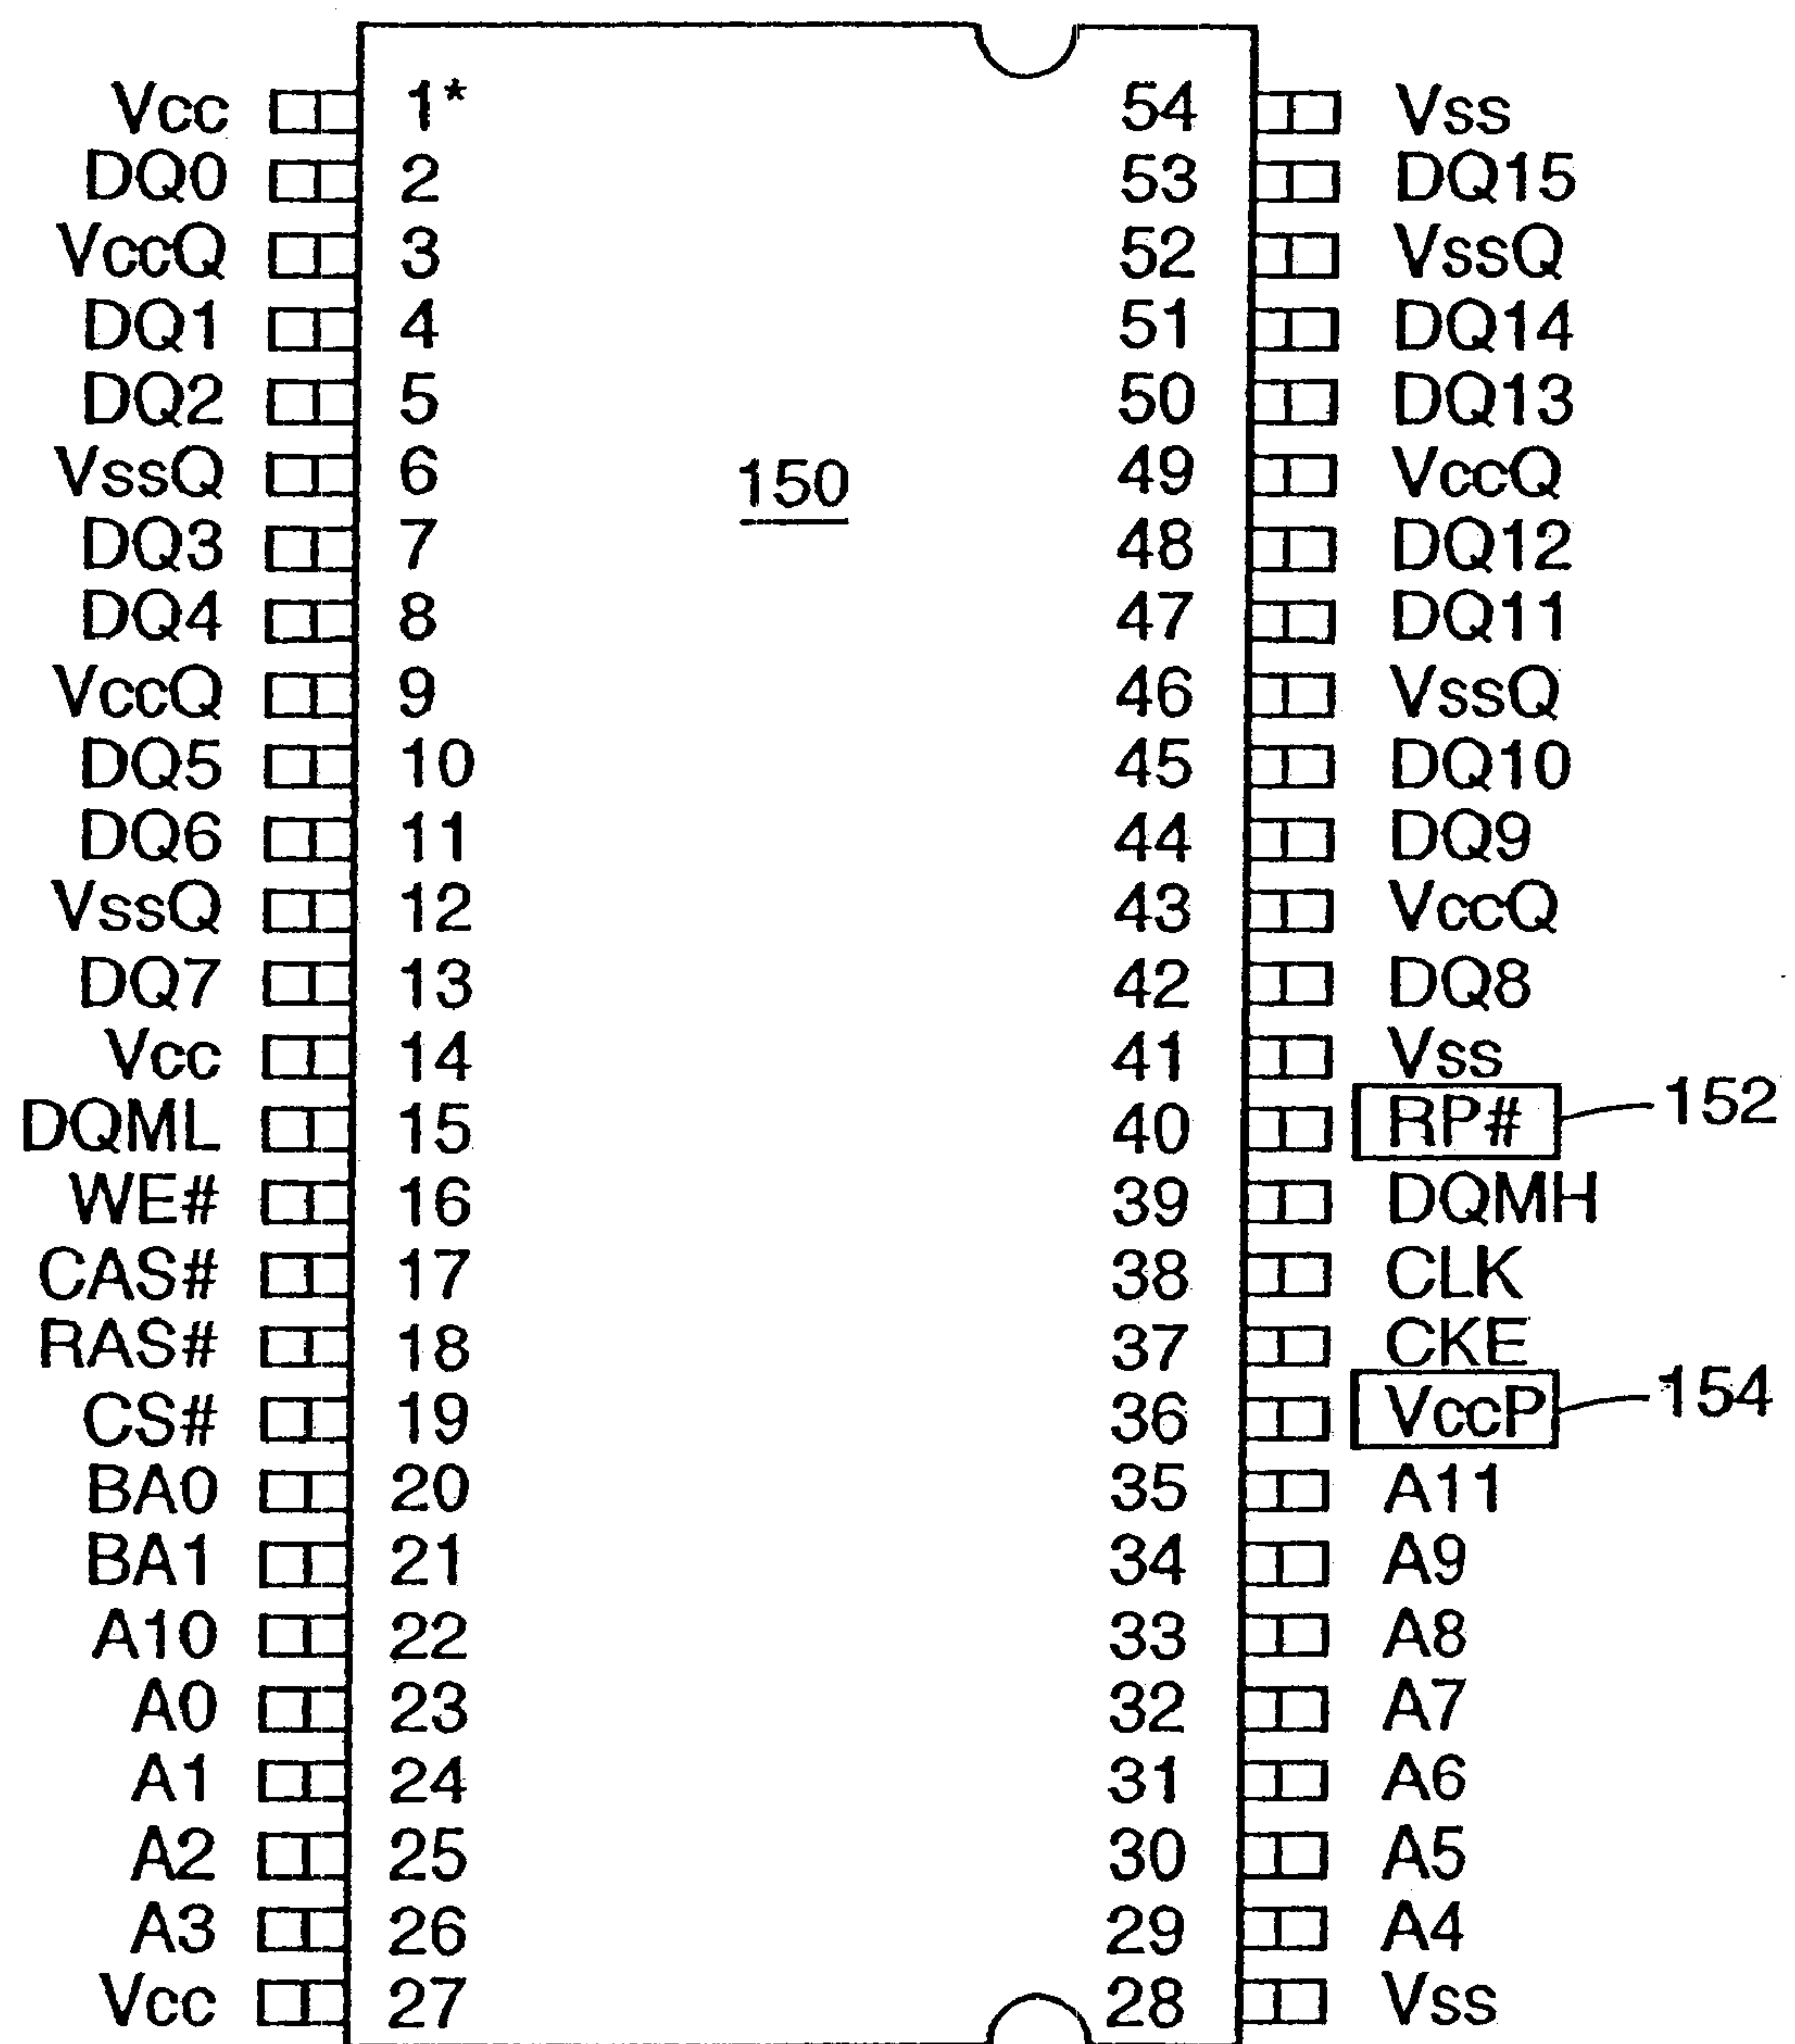 Vcc 1* 54 Vss
DQ0 2 53 DQ15
VccQ 3 52 VssQ
DQ1 4 51 DQ14
DQ2 5 50 DQ13
VssQ 6 150 49 VccQ
DQ3 7 48 DQ12
DQ4 8 47 DQ11
VccQ 9 46 VssQ
DQ5 10 45 DQ10
DQ6 11 44 DQ9
VssQ 12 43 VccQ
DQ7 13 42 DQ8
Vcc 14 41 Vss
DQML 15 40 RP# 152
WE# 16 39 DQMH
CAS# 17 38 CLK
RAS# 18 37 CKE
CS# 19 36 VccP 154
BA0 20 35 A11
BA1 21 34 A9
A10 22 33 A8
A0 23 32 A7
A1 24 31 A6
A2 25 30 A5
A3 26 29 A4
Vcc 27 28 Vss